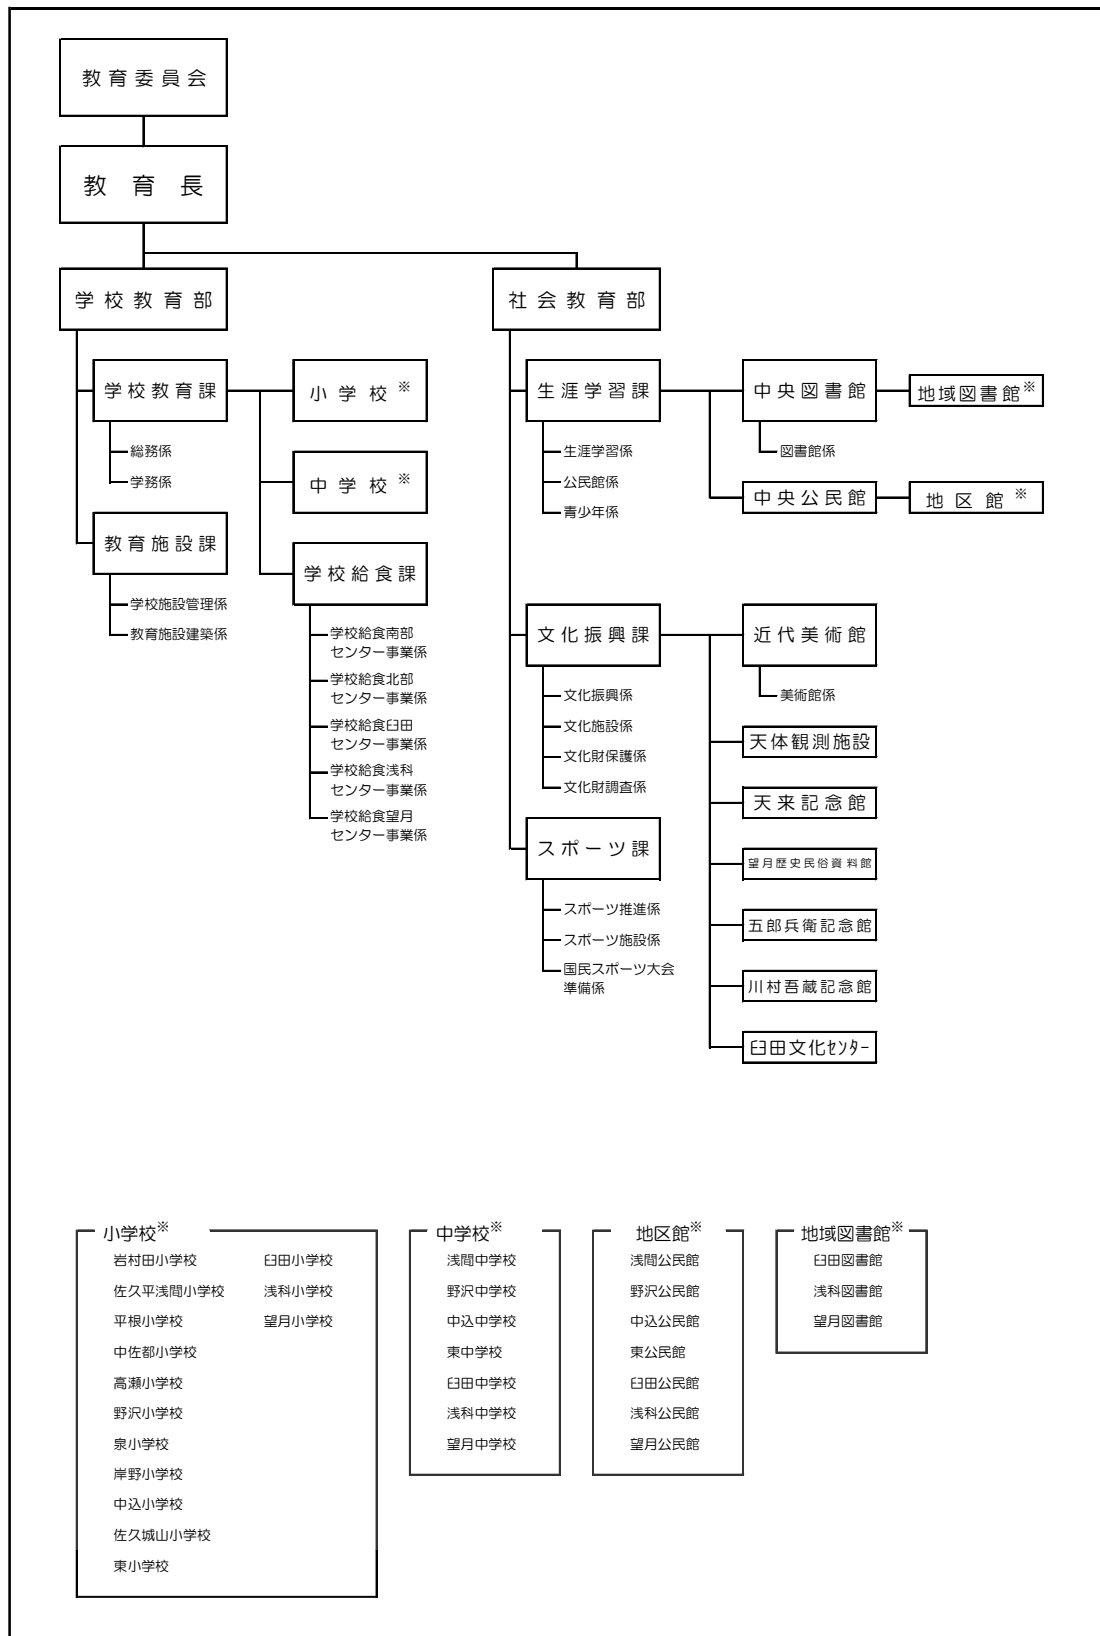 教育委員会
教育長
学校教育部
社会教育部
学校教育課
小学校※
総務係
学務係
中学校※
教育施設課
学校施設管理係
教育施設建築係
学校給食課
学校給食南部
センター事業係
学校給食北部
センター事業係
学校給食臼田
センター事業係
学校給食浅科
センター事業係
学校給食望月
センター事業係
生涯学習課
生涯学習係
公民館係
青少年係
中央図書館
図書館係
地域図書館※
中央公民館
地区館※
文化振興課
文化振興係
文化施設係
文化財保護係
文化財調査係
近代美術館
美術館係
天体観測施設
天来記念館
望月歴史民俗資料館
五郎兵衛記念館
川村吾蔵記念館
臼田文化ｾﾝﾀｰ
スポーツ課
スポーツ推進係
スポーツ施設係
国民スポーツ大会
準備係
小学校※
岩村田小学校
佐久平浅間小学校
平根小学校
中佐都小学校
高瀬小学校
野沢小学校
泉小学校
岸野小学校
中込小学校
佐久城山小学校
東小学校
臼田小学校
浅科小学校
望月小学校
中学校※
浅間中学校
野沢中学校
中込中学校
東中学校
臼田中学校
浅科中学校
望月中学校
地区館※
浅間公民館
野沢公民館
中込公民館
東公民館
臼田公民館
浅科公民館
望月公民館
地域図書館※
臼田図書館
浅科図書館
望月図書館